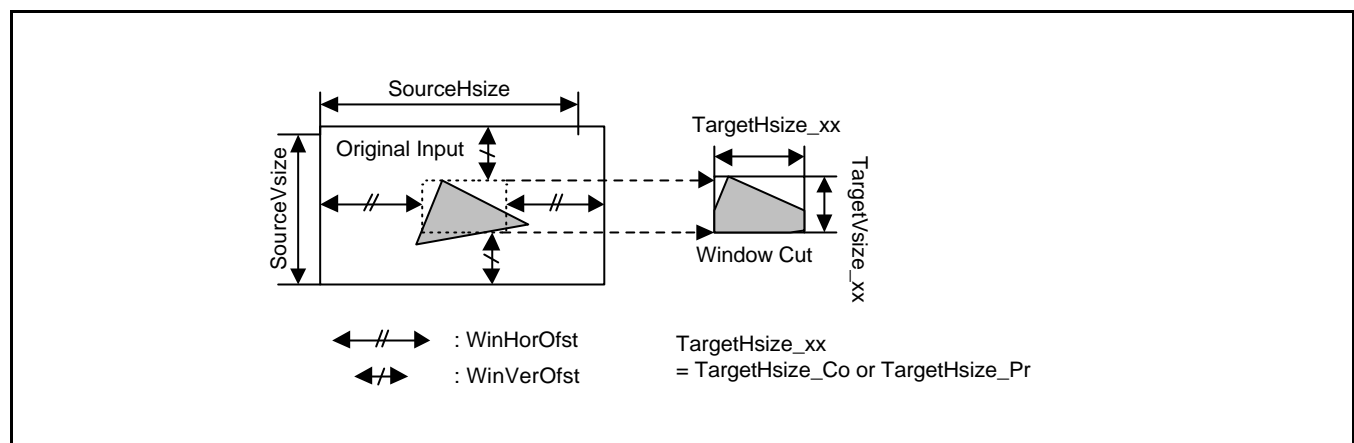 SourceHsize
SourceVsize
Original Input
TargetHsize_xx
TargetVsize_xx
Window Cut
: WinHorOfst
: WinVerOfst
TargetHsize_xx
= TargetHsize_Co or TargetHsize_Pr